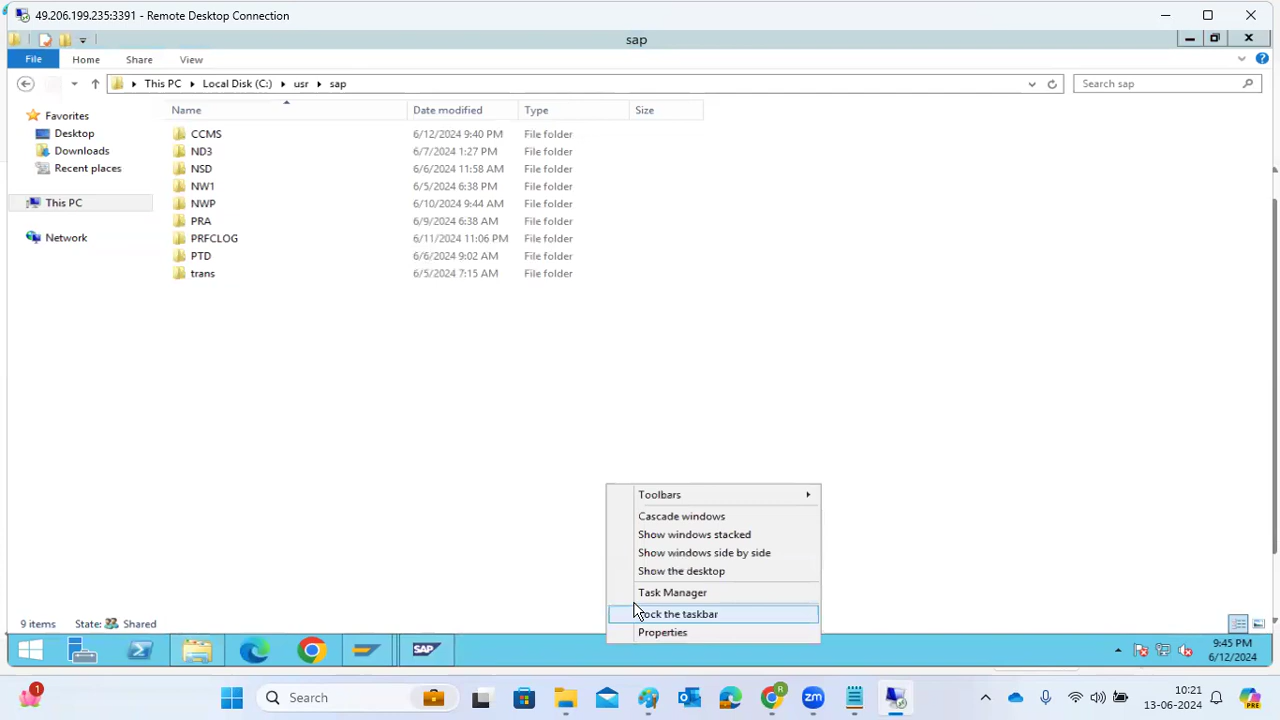 49.206.199.235:3391 - Remote Desktop Connection
sap
File Home Share View
This PC Local Disk (C:) usr sap
Search sap
Name Date modified Type Size
Favorites
Desktop
Downloads
Recent places
This PC
Network
CCMS 6/12/2024 9:40 PM File folder
ND3 6/7/2024 1:27 PM File folder
NSD 6/6/2024 11:58 AM File folder
NW1 6/5/2024 6:38 PM File folder
NWP 6/10/2024 9:44 AM File folder
PRA 6/9/2024 6:38 AM File folder
PRFCLOG 6/11/2024 11:06 PM File folder
PTD 6/6/2024 9:02 AM File folder
trans 6/5/2024 7:15 AM File folder
Toolbars
Cascade windows
Show windows stacked
Show windows side by side
Show the desktop
Task Manager
ock the taskbar
Properties
9 items State: Shared
SAP
9:45 PM
6/12/2024
1
Search
R
zm
10:21
13-06-2024
PRE